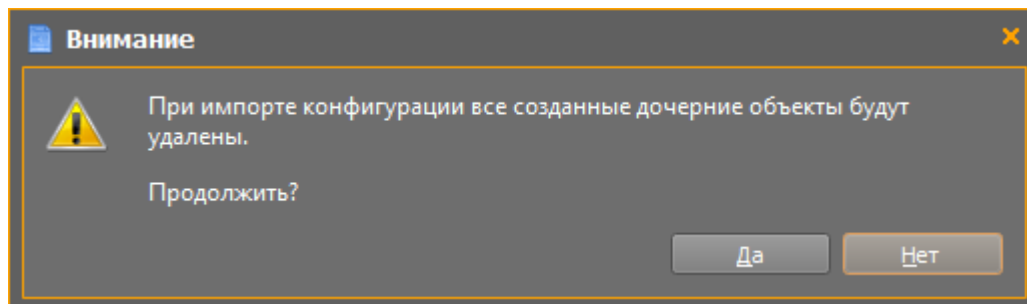 Внимание
При импорте конфигурации все созданные дочерние объекты будут
удалены.
Продолжить?
Да
Нет